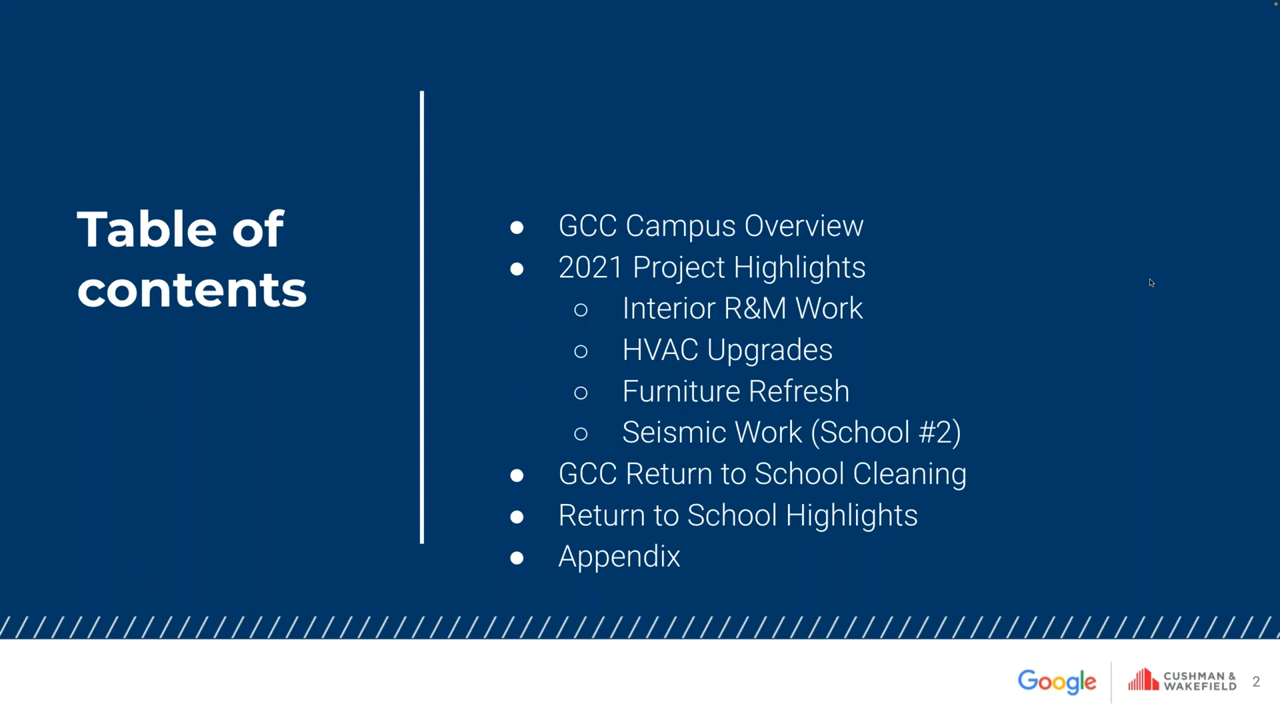 Table of
contents
● GCC Campus Overview
● 2021 Project Highlights
○ Interior R&M Work
○ HVAC Upgrades
○ Furniture Refresh
○ Seismic Work (School #2)
● GCC Return to School Cleaning
● Return to School Highlights
● Appendix
Google
CUSHMAN &
WAKEFIELD
2